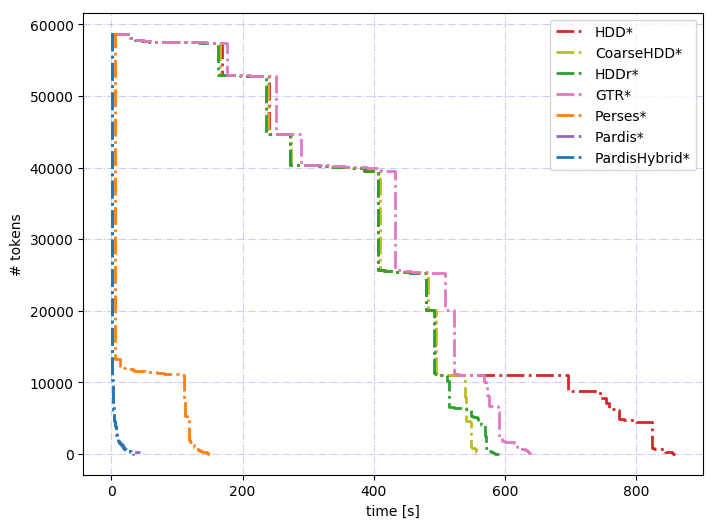 60000
50000
40000
30000
20000
10000
0
# tokens
0 200 400 600 800
time [s]
HDD*
CoarseHDD*
HDDr*
GTR*
Perses*
Pardis*
PardisHybrid*